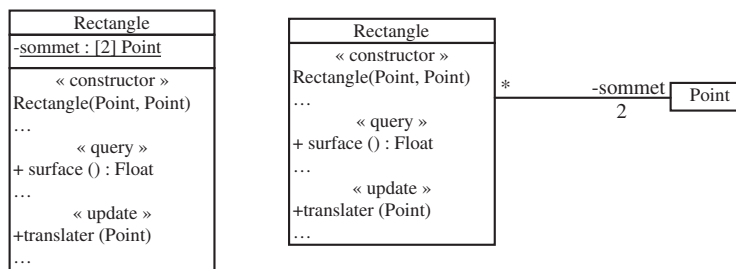 Rectangle
-sommet : [2] Point
« constructor »
Rectangle(Point, Point)
…
« query »
+ surface () : Float
…
« update »
+translater (Point)
…
Rectangle
« constructor »
Rectangle(Point, Point)
…
« query »
+ surface () : Float
…
« update »
+translater (Point)
…
*
-sommet
2
Point